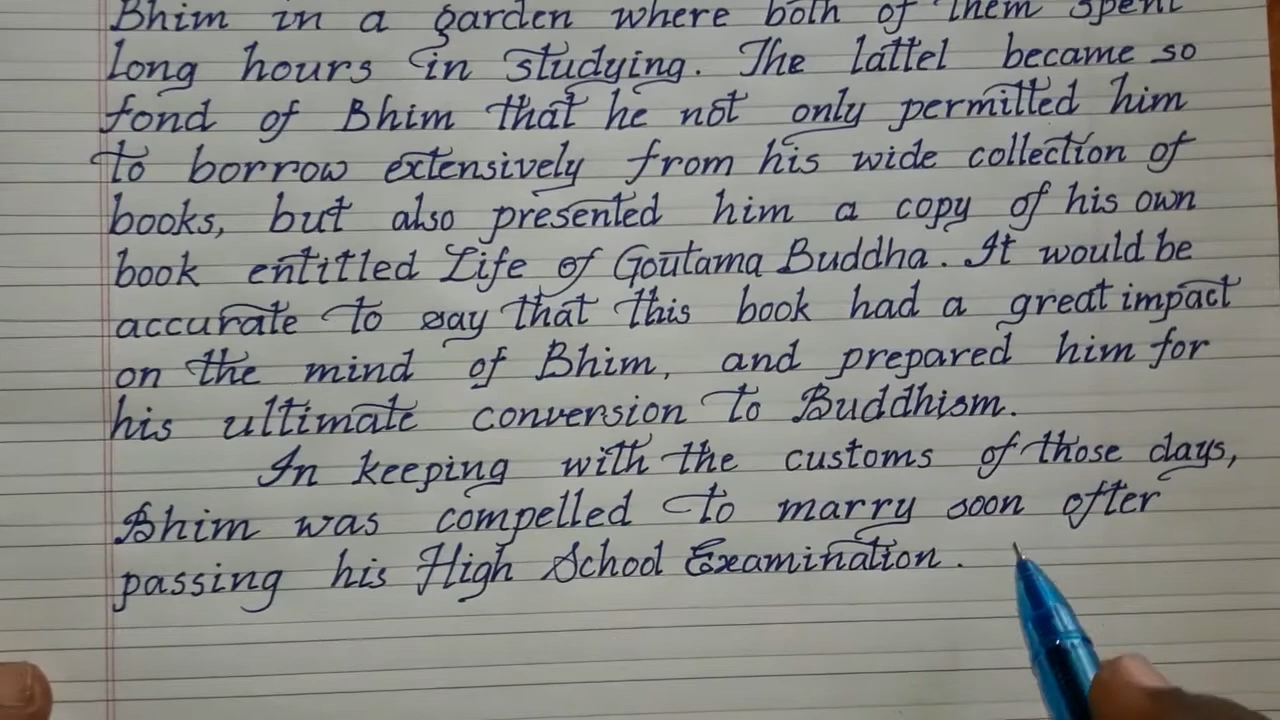 Bhim in a garden where both of them spent
long hours in studying. The lattel became so
fond of Bhim that he not only permitted him
to borrow extensively from his wide collection of
books, but also presented him a copy of his own
book entitled Life of Goutama Buddha. It would be
accurate to say that this book had a great impact
on the mind of Bhim, and prepared him for
his ultimate conversion to Buddhism.
In keeping with the customs of those days,
Bhim was compelled to marry soon ofter
passing his High School Examination.